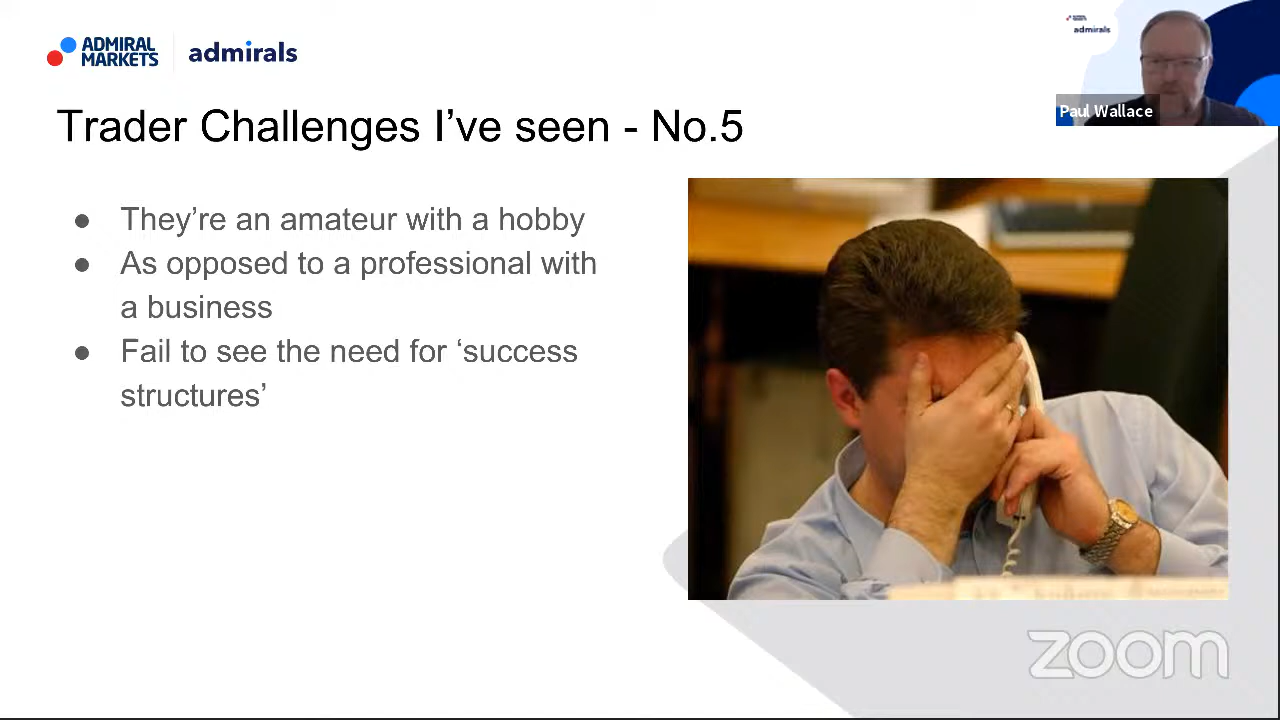 ADMIRAL
MARKETS
admirals
admirals
Paul Wallace
Trader Challenges I’ve seen - No.5
● They’re an amateur with a hobby
● As opposed to a professional with
a business
● Fail to see the need for ‘success
structures’
zoom